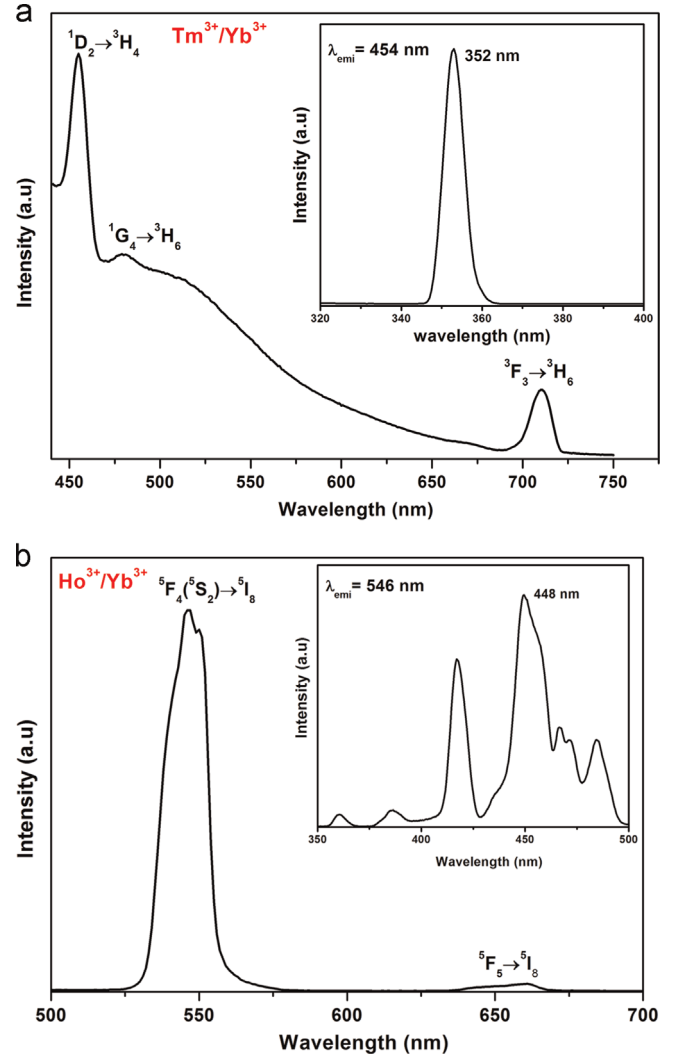 a
Tm³⁺/Yb³⁺
¹D₂→³H₄
¹G₄→³H₆
³F₃→³H₆
Intensity (a.u)
450 500 550 600 650 700 750
Wavelength (nm)
λemi= 454 nm
352 nm
Intensity (a.u)
320 340 360 380 400
wavelength (nm)
b
Ho³⁺/Yb³⁺
⁵F₄(⁵S₂)→⁵I₈
⁵F₅→⁵I₈
Intensity (a.u)
500 550 600 650 700
Wavelength (nm)
λemi= 546 nm
448 nm
Intensity (a.u)
350 400 450 500
Wavelength (nm)